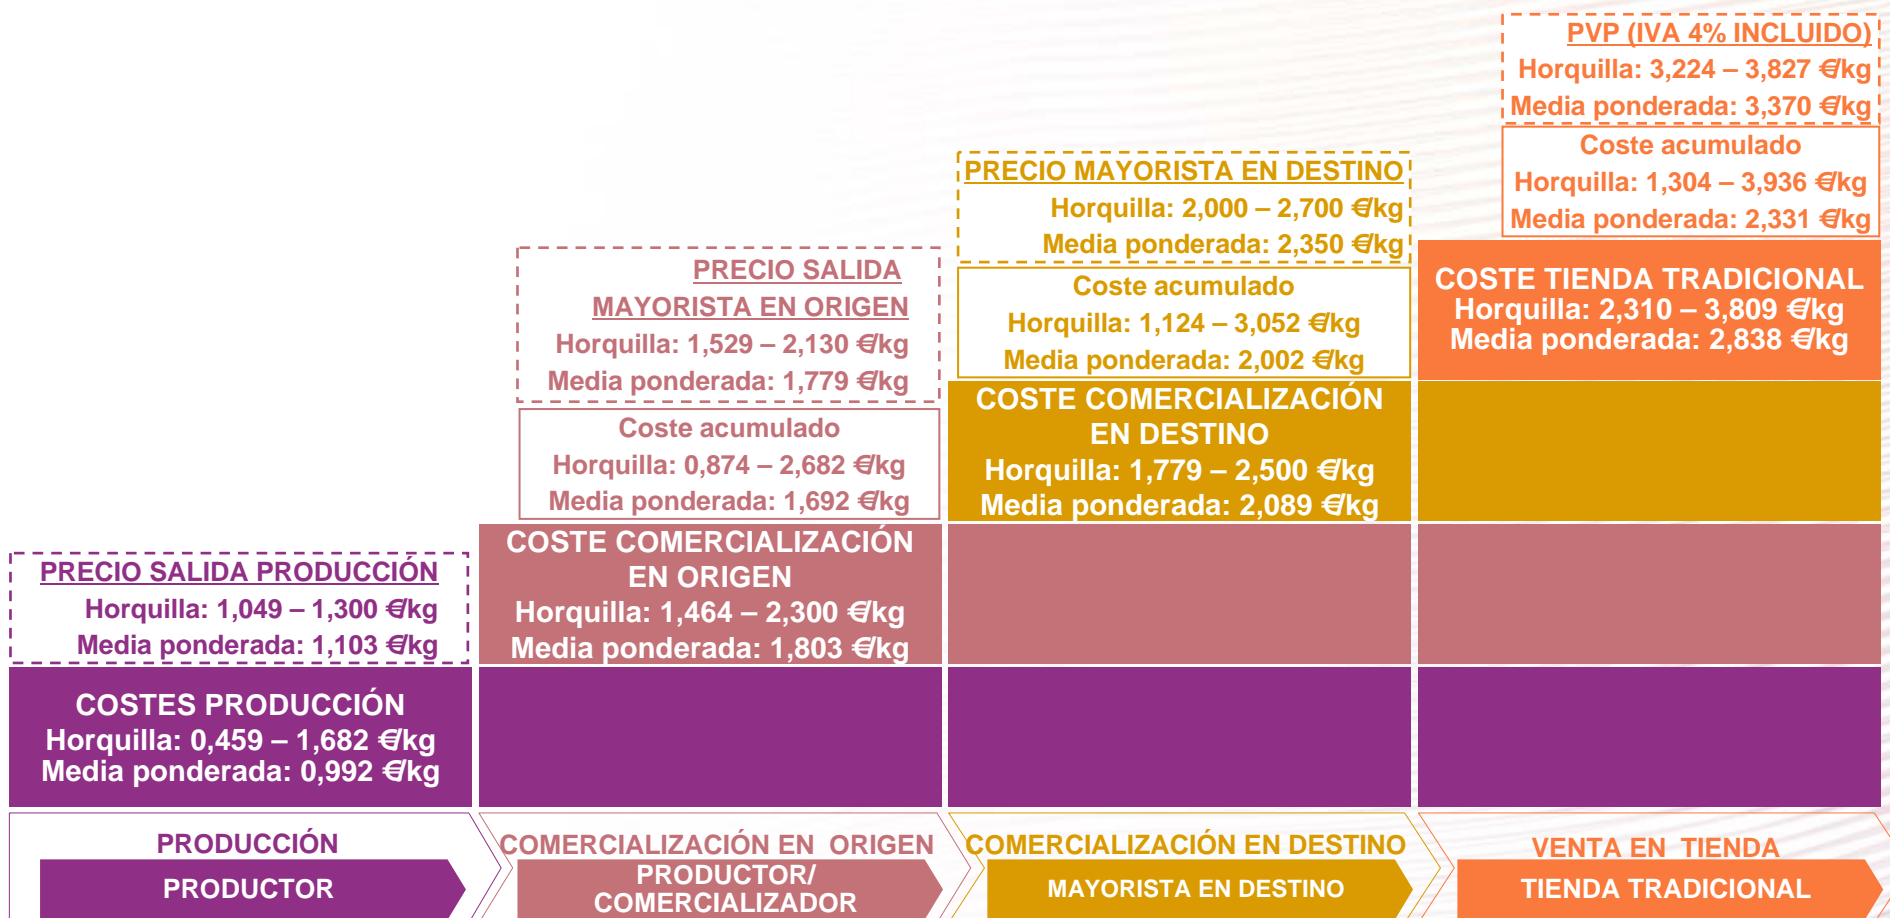 PRECIO SALIDA PRODUCCIÓN
Horquilla: 1,049 – 1,300 €/kg
Media ponderada: 1,103 €/kg
COSTES PRODUCCIÓN
Horquilla: 0,459 – 1,682 €/kg
Media ponderada: 0,992 €/kg
PRODUCCIÓN
PRODUCTOR
PRECIO SALIDA
MAYORISTA EN ORIGEN
Horquilla: 1,529 – 2,130 €/kg
Media ponderada: 1,779 €/kg
Coste acumulado
Horquilla: 0,874 – 2,682 €/kg
Media ponderada: 1,692 €/kg
COSTE COMERCIALIZACIÓN
EN ORIGEN
Horquilla: 1,464 – 2,300 €/kg
Media ponderada: 1,803 €/kg
COMERCIALIZACIÓN EN ORIGEN
PRODUCTOR/
COMERCIALIZADOR
PRECIO MAYORISTA EN DESTINO
Horquilla: 2,000 – 2,700 €/kg
Media ponderada: 2,350 €/kg
Coste acumulado
Horquilla: 1,124 – 3,052 €/kg
Media ponderada: 2,002 €/kg
COSTE COMERCIALIZACIÓN
EN DESTINO
Horquilla: 1,779 – 2,500 €/kg
Media ponderada: 2,089 €/kg
COMERCIALIZACIÓN EN DESTINO
MAYORISTA EN DESTINO
PVP (IVA 4% INCLUIDO)
Horquilla: 3,224 – 3,827 €/kg
Media ponderada: 3,370 €/kg
Coste acumulado
Horquilla: 1,304 – 3,936 €/kg
Media ponderada: 2,331 €/kg
COSTE TIENDA TRADICIONAL
Horquilla: 2,310 – 3,809 €/kg
Media ponderada: 2,838 €/kg
VENTA EN TIENDA
TIENDA TRADICIONAL